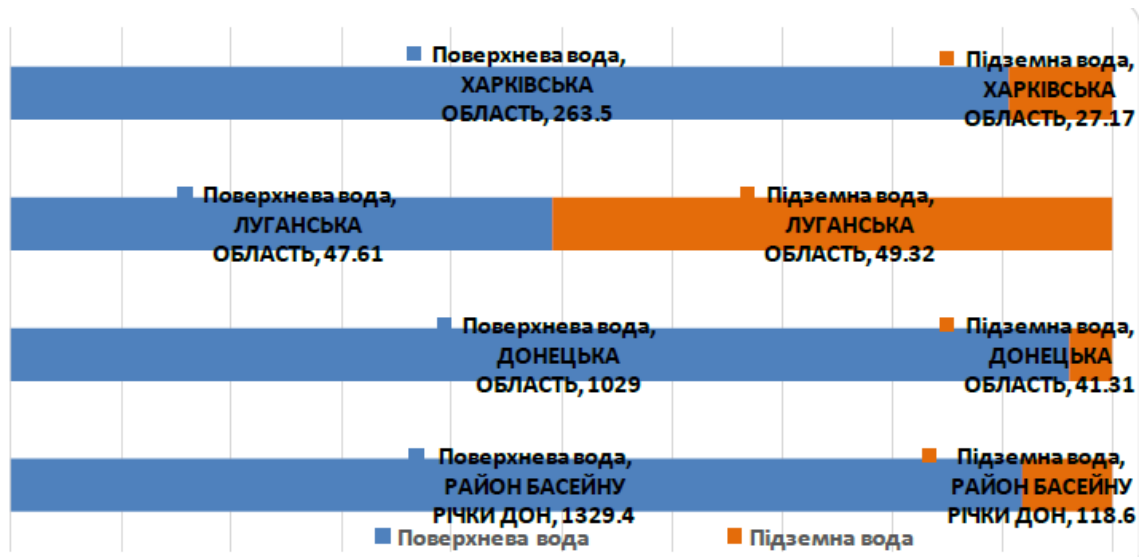 Поверхнева вода,
ХАРКІВСЬКА
ОБЛАСТЬ, 263.5
Підземна вода,
ХАРКІВСЬКА
ОБЛАСТЬ, 27.17
Поверхнева вода,
ЛУГАНСЬКА
ОБЛАСТЬ, 47.61
Підземна вода,
ЛУГАНСЬКА
ОБЛАСТЬ, 49.32
Поверхнева вода,
ДОНЕЦЬКА
ОБЛАСТЬ, 1029
Підземна вода,
ДОНЕЦЬКА
ОБЛАСТЬ, 41.31
Поверхнева вода,
РАЙОН БАСЕЙНУ
РІЧКИ ДОН, 1329.4
Підземна вода,
РАЙОН БАСЕЙНУ
РІЧКИ ДОН, 118.6
Поверхнева вода
Підземна вода